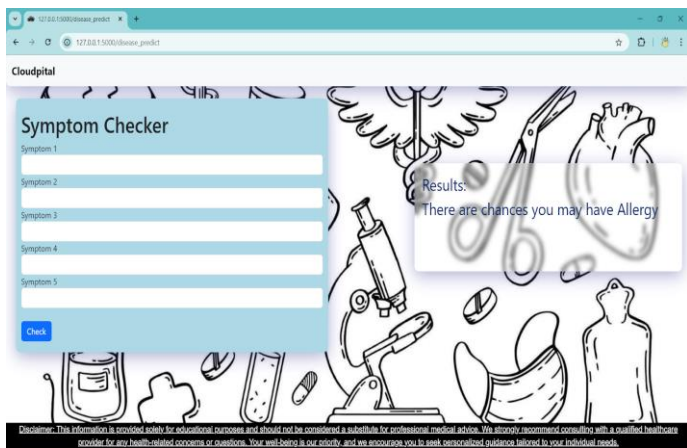 127.0.0.1:5000/disease_predict
127.0.0.1:5000/disease_predict
Cloudpital
Symptom Checker
Symptom 1
Symptom 2
Symptom 3
Symptom 4
Symptom 5
Check
Results:
There are chances you may have Allergy
Disclaimer: This information is provided solely for educational purposes and should not be considered a substitute for professional medical advice. We strongly recommend consulting with a qualified healthcare
provider for any health-related concerns or questions. Your well-being is our priority, and we encourage you to seek personalized guidance tailored to your individual needs.